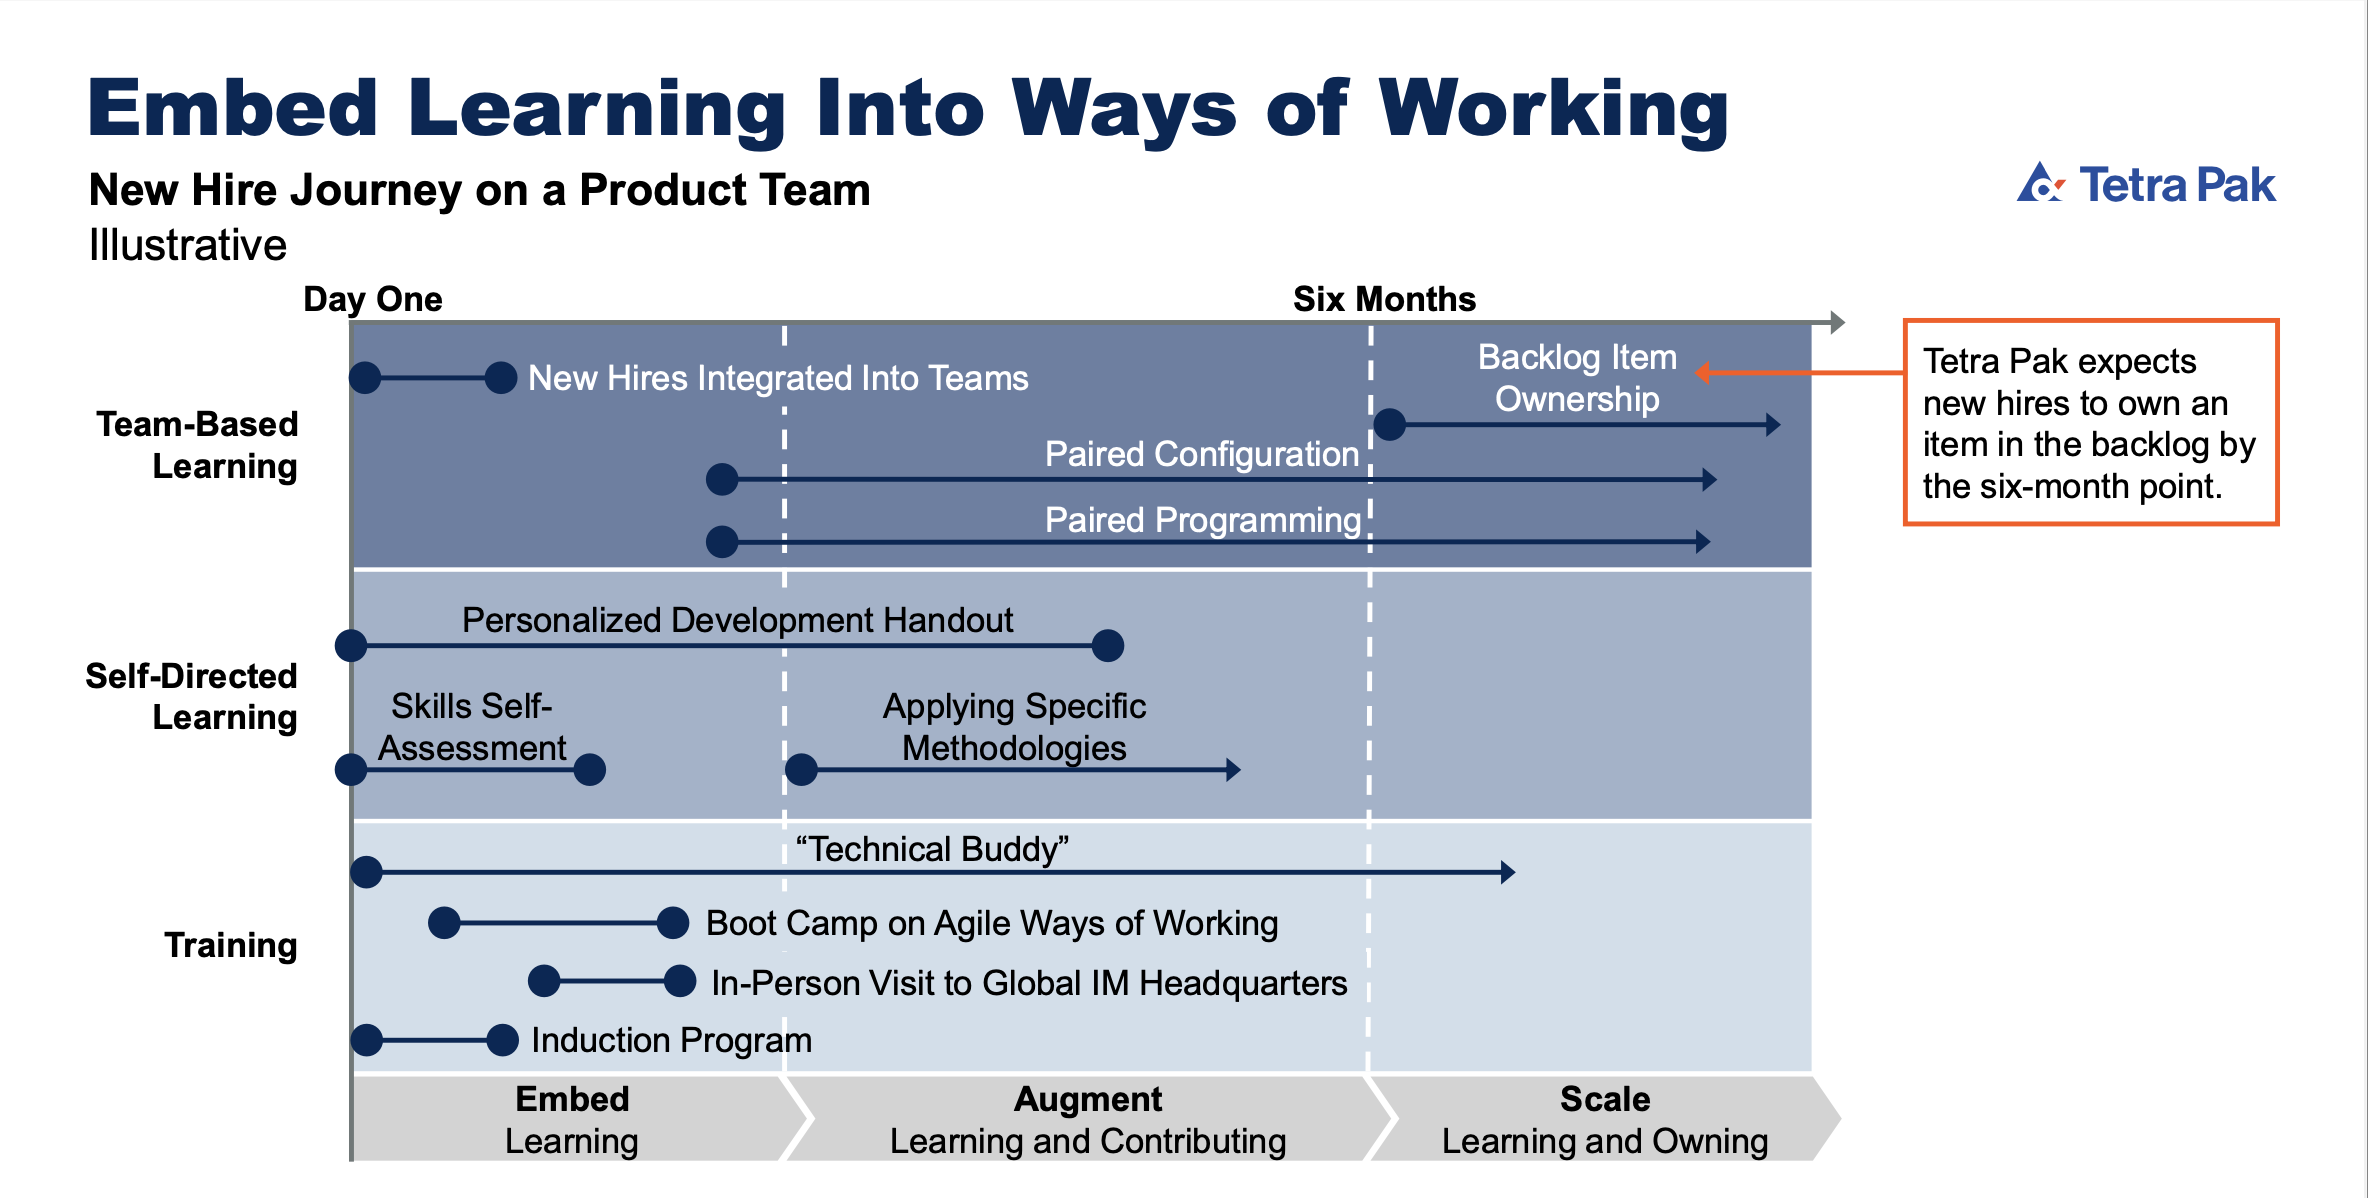 Embed Learning Into Ways of Working
New Hire Journey on a Product Team
Illustrative
Tetra Pak
Day One
Six Months
Team-Based
Learning
New Hires Integrated Into Teams
Backlog Item
Ownership
Paired Configuration
Paired Programming
Tetra Pak expects
new hires to own an
item in the backlog by
the six-month point.
Self-Directed
Learning
Personalized Development Handout
Skills Self-
Assessment
Applying Specific
Methodologies
Training
“Technical Buddy”
Boot Camp on Agile Ways of Working
In-Person Visit to Global IM Headquarters
Induction Program
Embed
Learning
Augment
Learning and Contributing
Scale
Learning and Owning